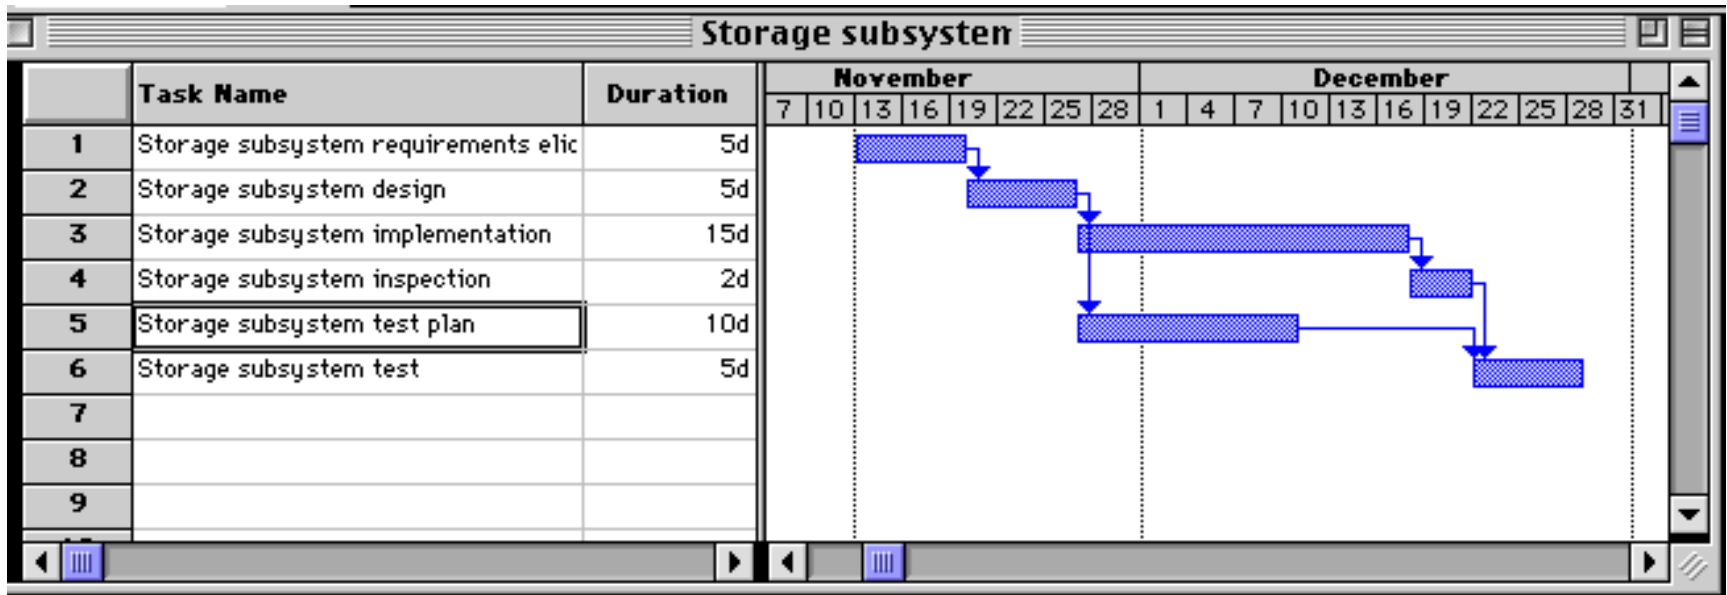 Storage subsystem
Task Name Duration November December
7 10 13 16 19 22 25 28 1 4 7 10 13 16 19 22 25 28 31
1 Storage subsystem requirements elic 5d
2 Storage subsystem design 5d
3 Storage subsystem implementation 15d
4 Storage subsystem inspection 2d
5 Storage subsystem test plan 10d
6 Storage subsystem test 5d
7
8
9